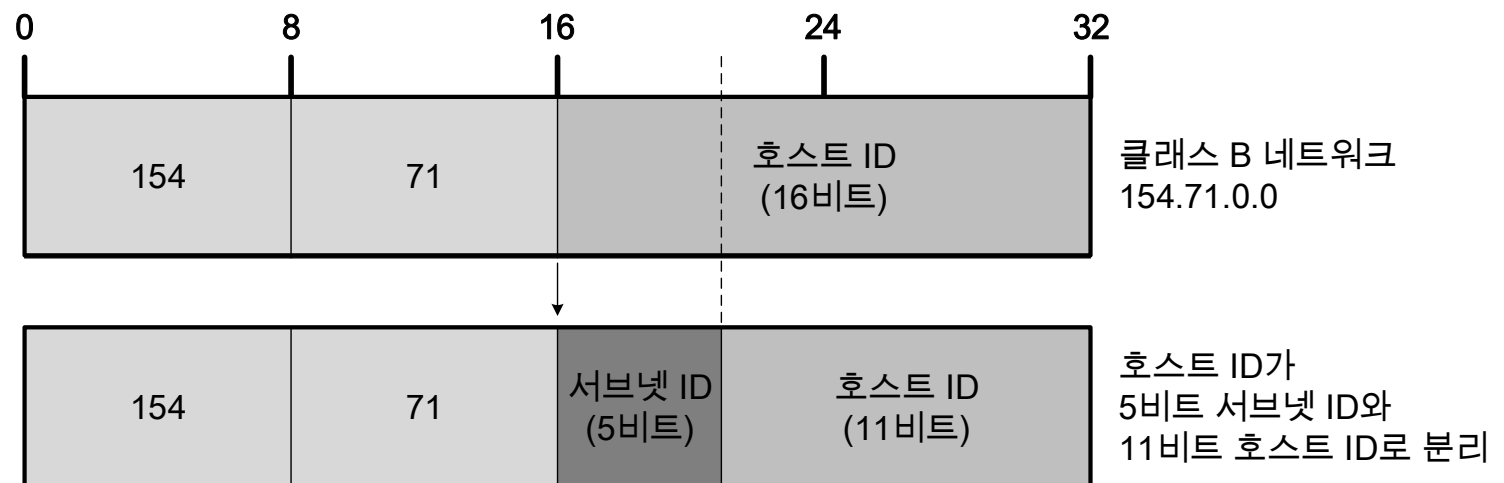 0 8 16 24 32
154 71 호스트 ID
(16비트)
클래스 B 네트워크
154.71.0.0
154 71 서브넷 ID
(5비트)
호스트 ID
(11비트)
호스트 ID가
5비트 서브넷 ID와
11비트 호스트 ID로 분리